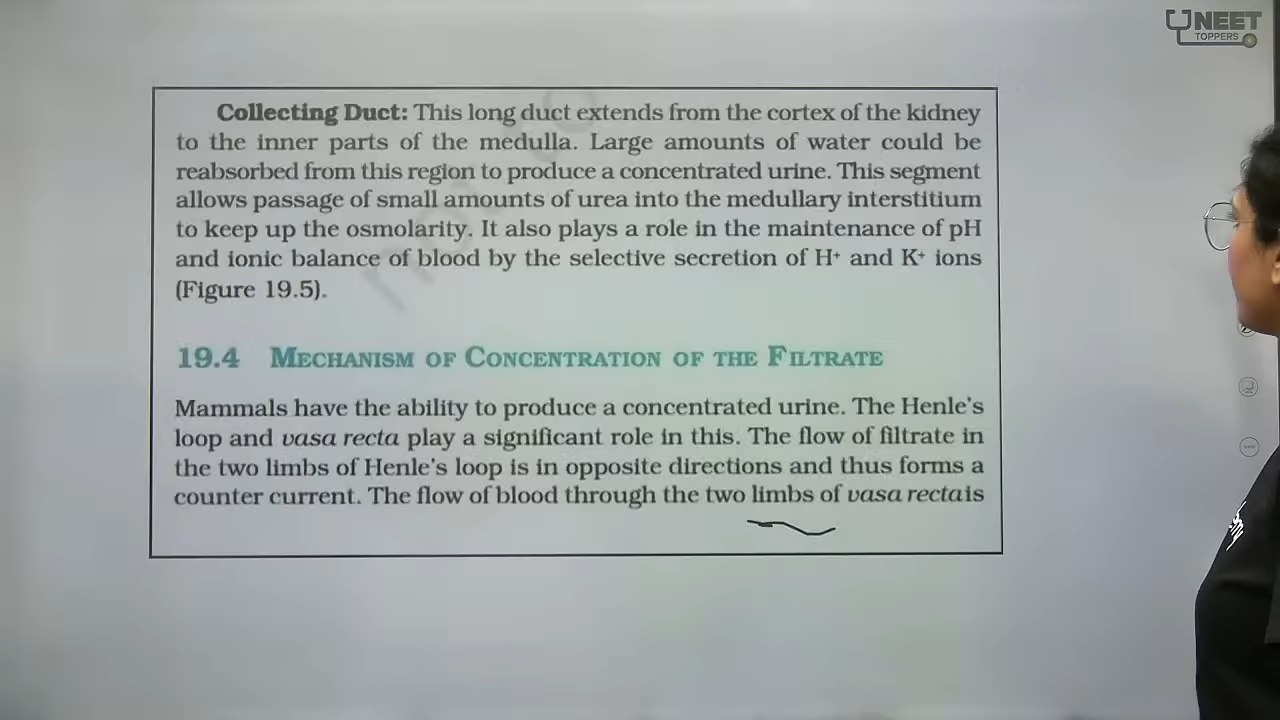 NEET
TOPPERS
Collecting Duct: This long duct extends from the cortex of the kidney
to the inner parts of the medulla. Large amounts of water could be
reabsorbed from this region to produce a concentrated urine. This segment
allows passage of small amounts of urea into the medullary interstitium
to keep up the osmolarity. It also plays a role in the maintenance of pH
and ionic balance of blood by the selective secretion of H⁺ and K⁺ ions
(Figure 19.5).
19.4 MECHANISM OF CONCENTRATION OF THE FILTRATE
Mammals have the ability to produce a concentrated urine. The Henle's
loop and vasa recta play a significant role in this. The flow of filtrate in
the two limbs of Henle's loop is in opposite directions and thus forms a
counter current. The flow of blood through the two limbs of vasa recta is